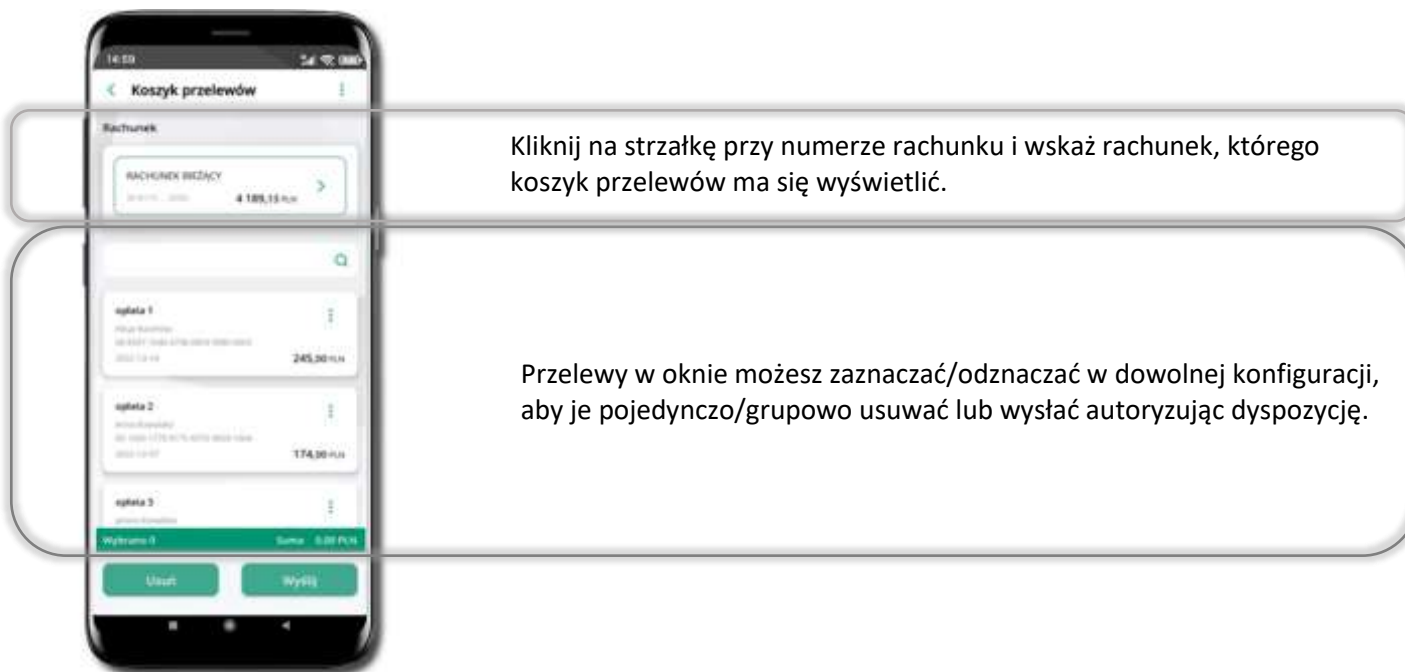 14:59
Koszyk przelewów
Rachunek
RACHUNEK BIEŻĄCY
4 189,15 PLN
Kliknij na strzałkę przy numerze rachunku i wskaż rachunek, którego
koszyk przelewów ma się wyświetlić.
opłata 1
245,00 PLN
opłata 2
174,00 PLN
opłata 3
Przelewy w oknie możesz zaznaczać/odznaczać w dowolnej konfiguracji,
aby je pojedynczo/grupowo usuwać lub wysłać autoryzując dyspozycję.
Wybrano 0 Suma 0.00 PLN
Usuń Wyślij